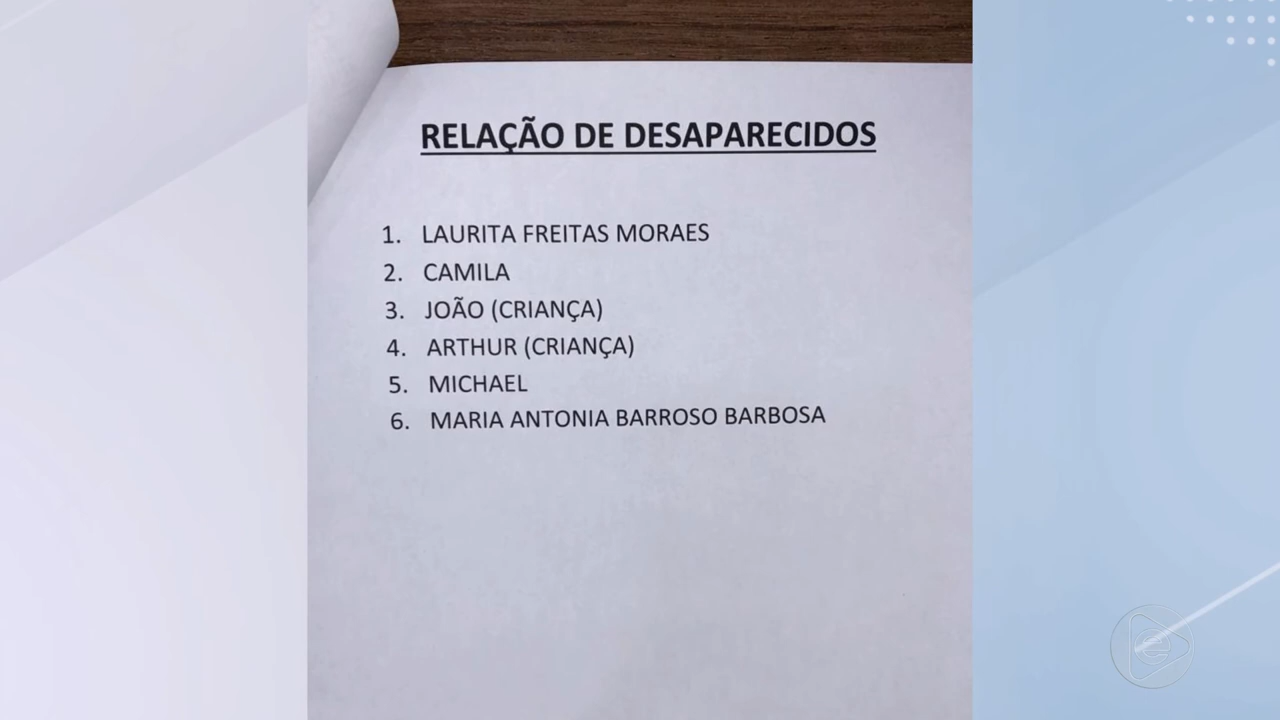 RELAÇÃO DE DESAPARECIDOS
1. LAURITA FREITAS MORAES
2. CAMILA
3. JOÃO (CRIANÇA)
4. ARTHUR (CRIANÇA)
5. MICHAEL
6. MARIA ANTONIA BARROSO BARBOSA